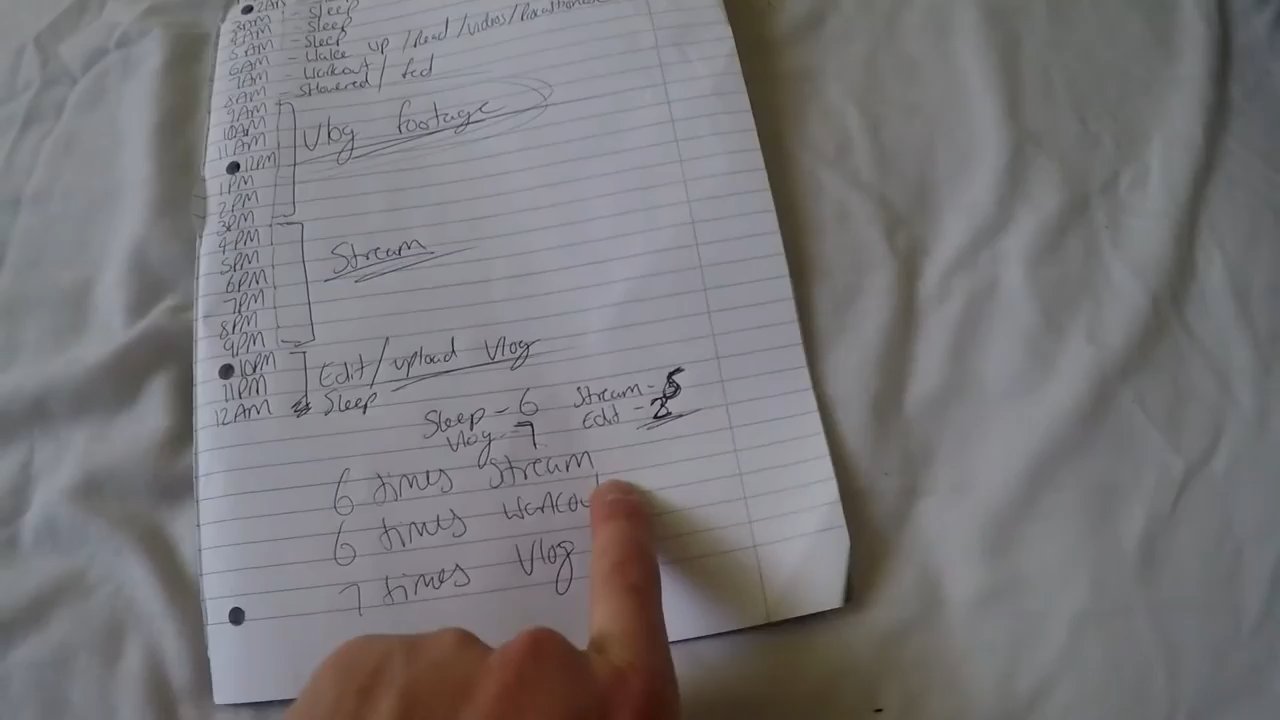 2AM - Sleep
3AM - Sleep
4AM - Sleep
5AM - Wake up / Read / videos /
6AM - Workout / fed
7AM - Showered /
8AM
9AM
10AM Vlog footage
11AM
12PM
1PM
2PM
3PM
4PM Stream
5PM
6PM
7PM
8PM
9PM
10PM Edit / upload Vlog
11PM
12AM Sleep
Sleep - 6 Stream - 5
Vlog - 7 Edit - 2
6 times Stream
6 times
7 times Vlog